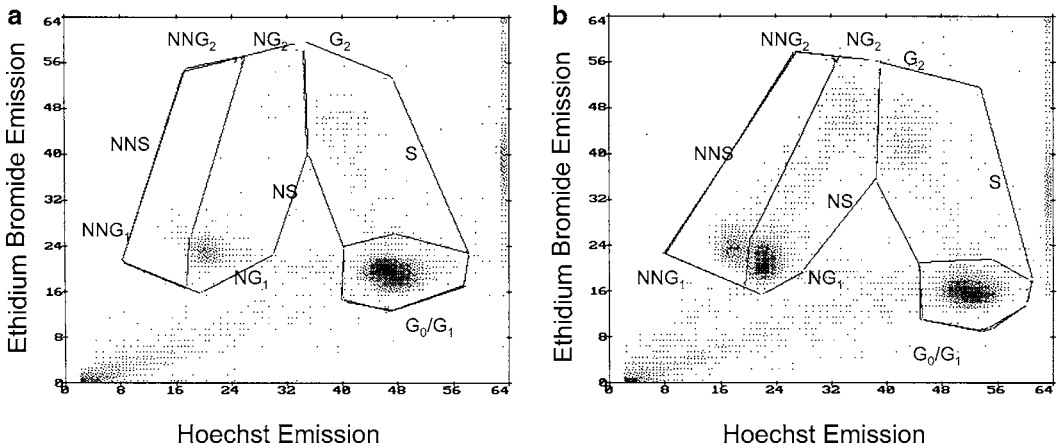 a
b
NNG₂ NG₂ G₂
NNS
S
NS
NNG₁
NG₁
G₀/G₁
64
56
48
40
32
24
16
8
0
0 8 16 24 32 40 48 56 64
Ethidium Bromide Emission
Hoechst Emission
NNG₂ NG₂
G₂
NNS
S
NS
NNG₁
NG₁
G₀/G₁
64
56
48
40
32
24
16
8
0
0 8 16 24 32 40 48 56 64
Ethidium Bromide Emission
Hoechst Emission